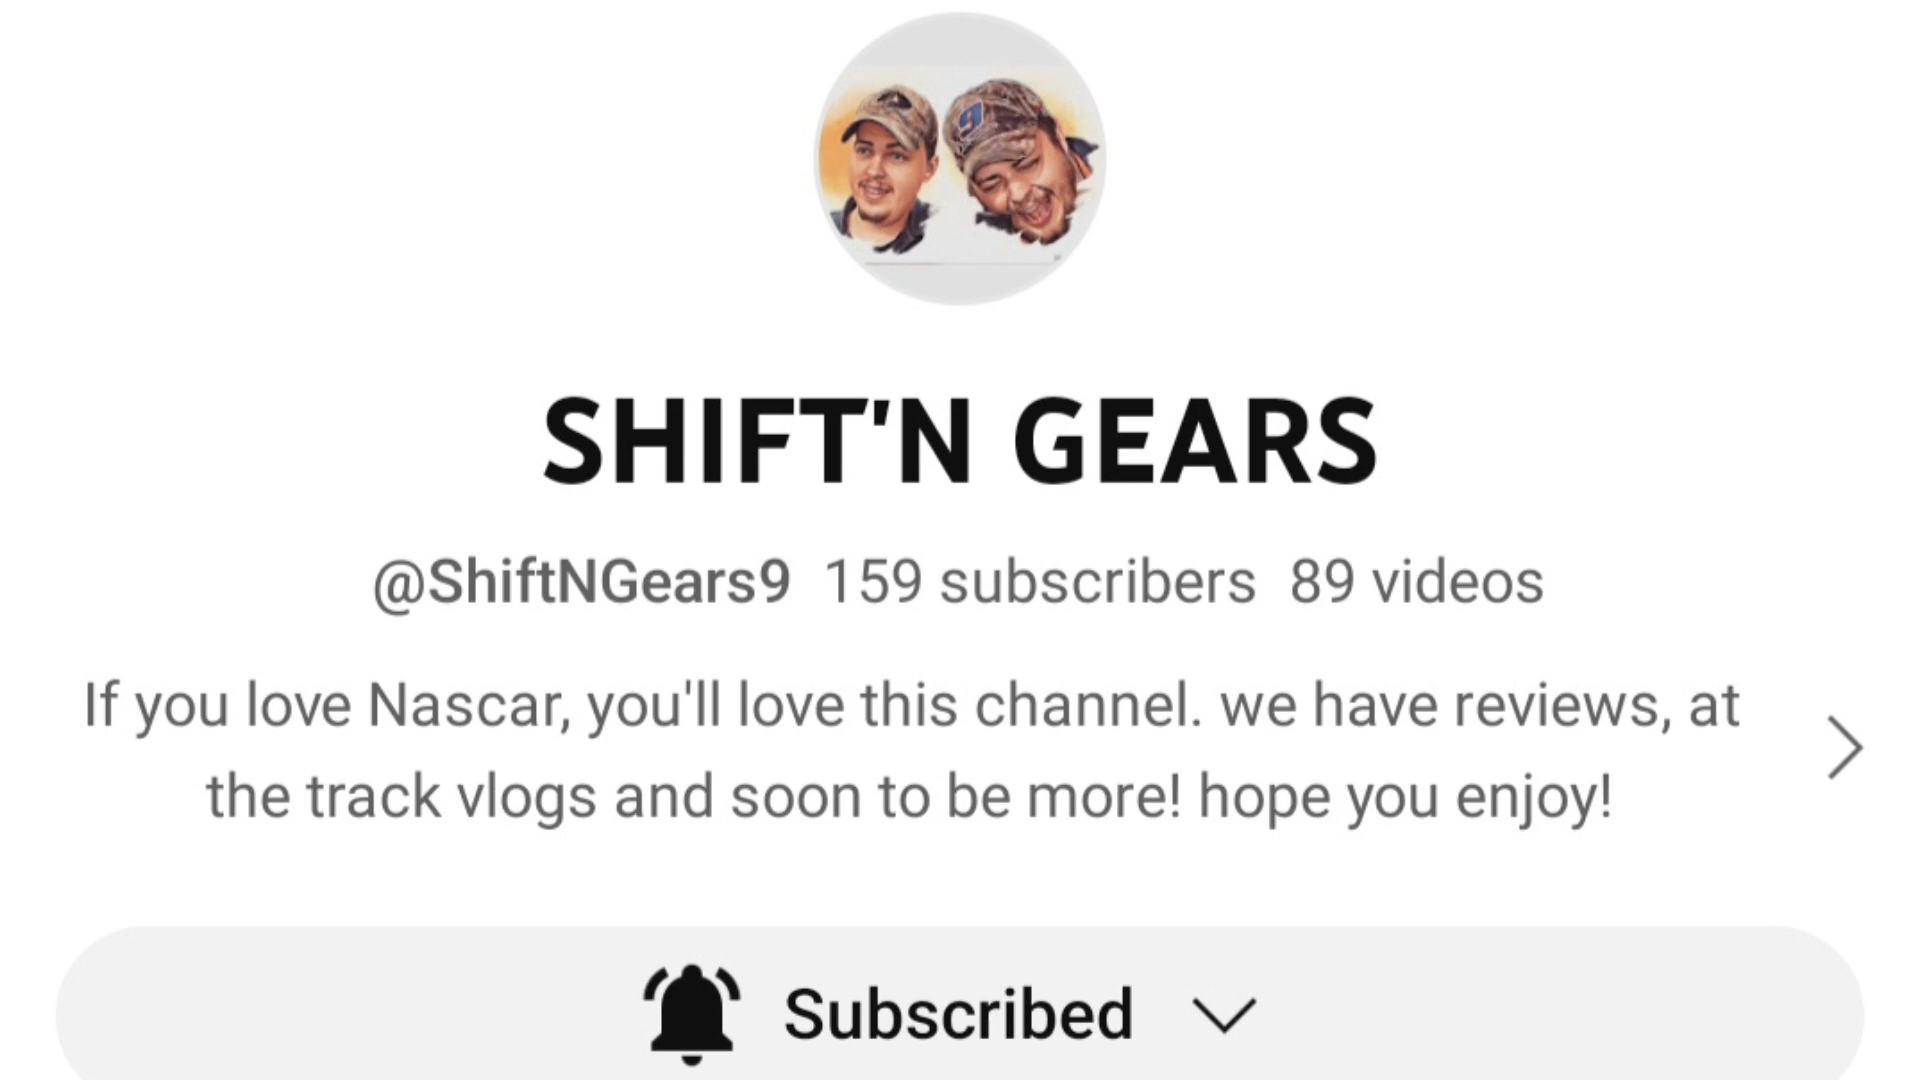 9
SHIFT'N GEARS
@ShiftNGears9 159 subscribers 89 videos
If you love Nascar, you'll love this channel. we have reviews, at
the track vlogs and soon to be more! hope you enjoy!
Subscribed